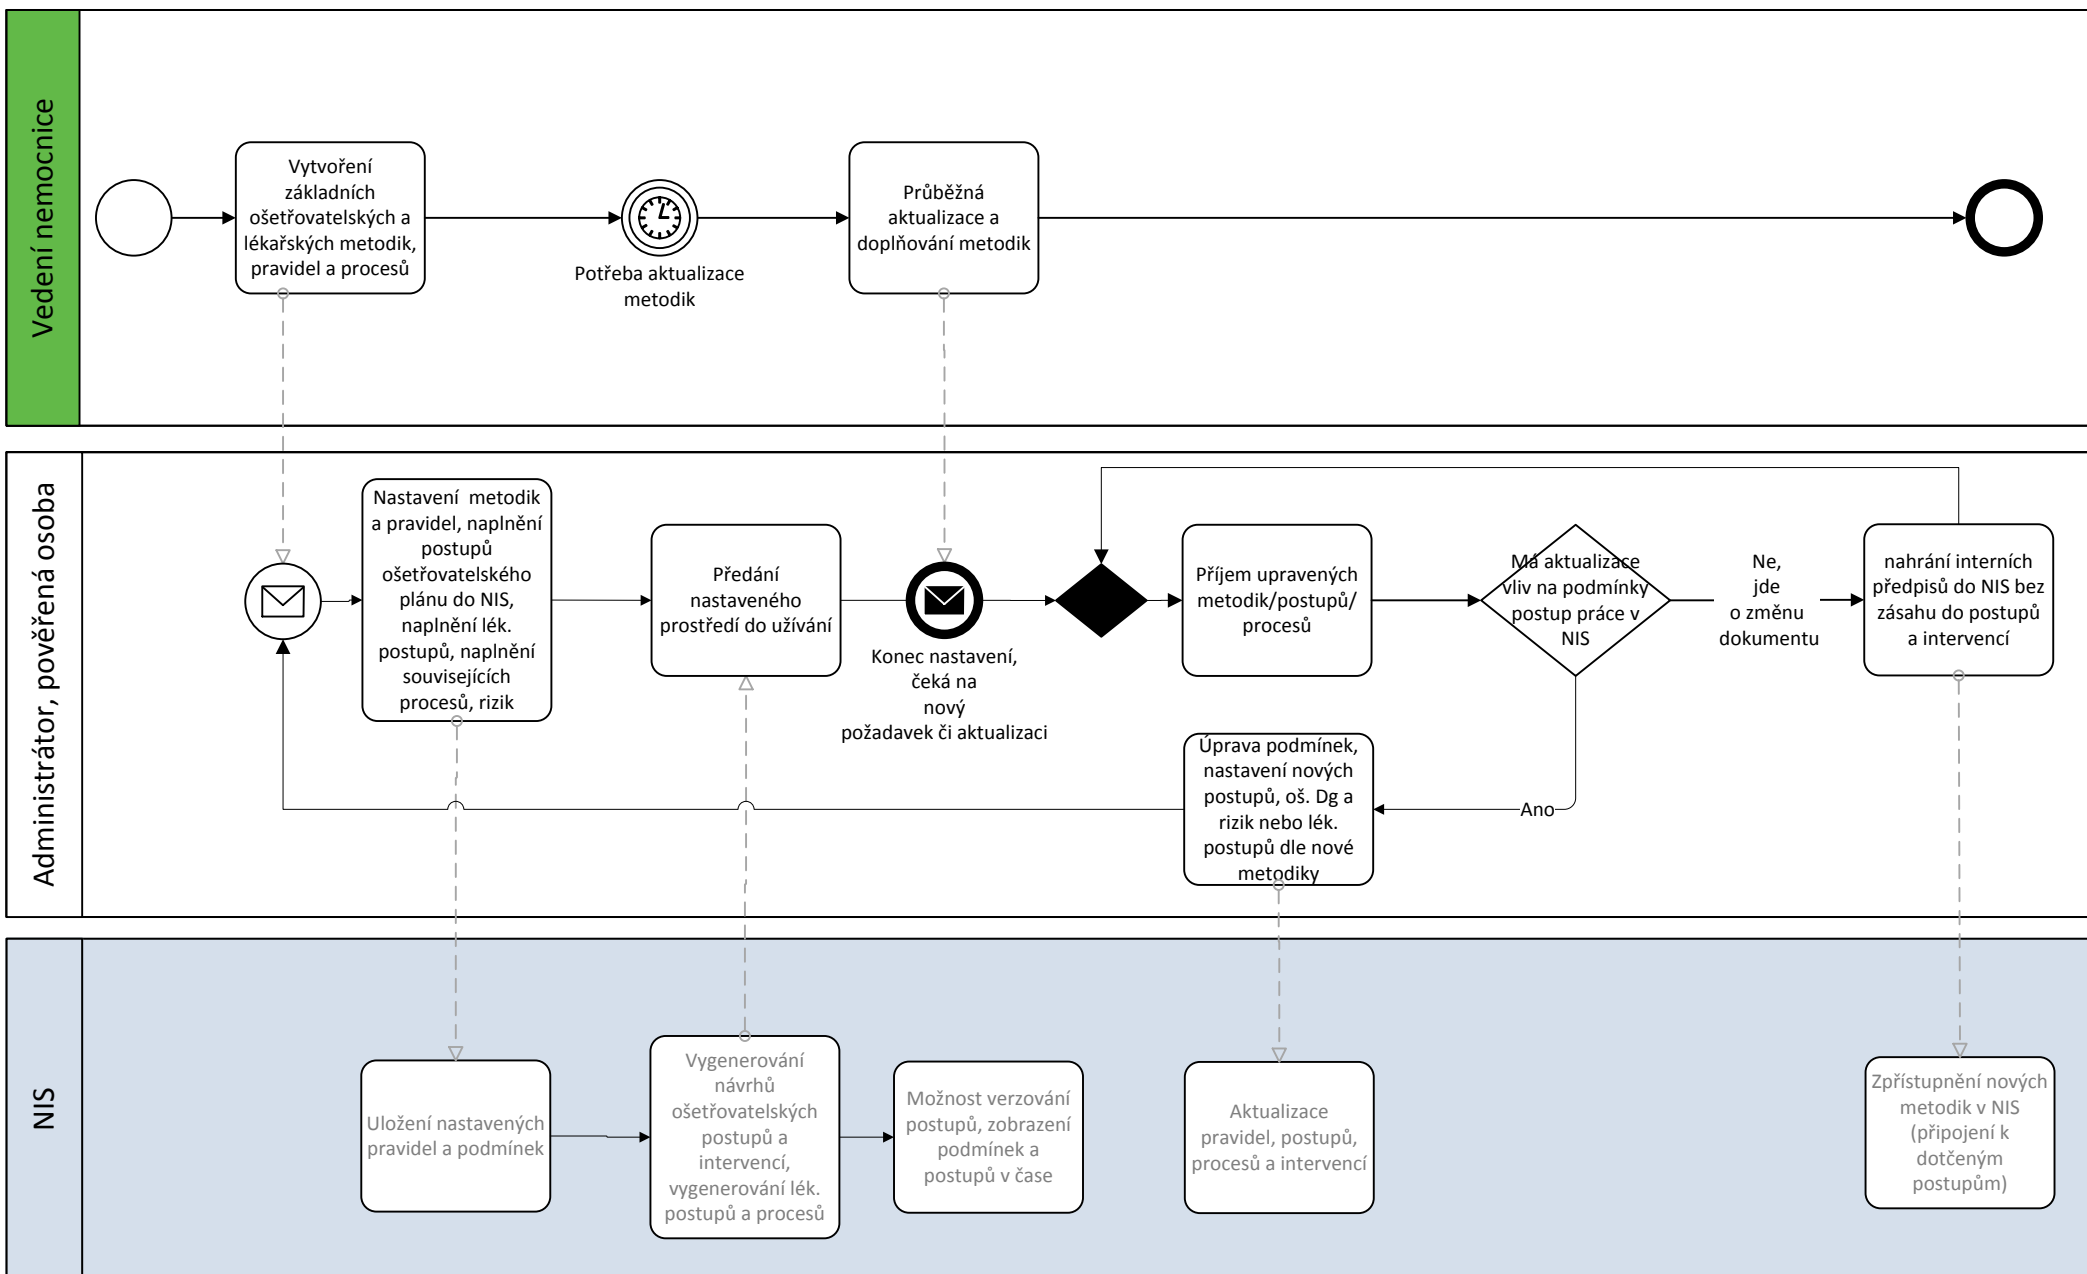 Vedení nemocnice
Vytvoření
základních
ošetřovatelských a
lékařských metodik,
pravidel a procesů
Potřeba aktualizace
metodik
Průběžná
aktualizace a
doplňování metodik
Administrátor, pověřená osoba
Nastavení  metodik
a pravidel, naplnění
postupů
ošetřovatelského
plánu do NIS,
naplnění lék.
postupů, naplnění
souvisejících
procesů, rizik
Předání
nastaveného
prostředí do užívání
Konec nastavení,
čeká na
nový
požadavek či aktualizaci
Příjem upravených
metodik/postupů/
procesů
Má aktualizace
vliv na podmínky
postup práce v
NIS
Ne,
jde
o změnu
dokumentu
nahrání interních
předpisů do NIS bez
zásahu do postupů
a intervencí
Úprava podmínek,
nastavení nových
postupů, oš. Dg a
rizik nebo lék.
postupů dle nové
metodiky
Ano
NIS
Uložení nastavených
pravidel a podmínek
Vygenerování
návrhů
ošetřovatelských
postupů a
intervencí,
vygenerování lék.
postupů a procesů
Možnost verzování
postupů, zobrazení
podmínek a
postupů v čase
Aktualizace
pravidel, postupů,
procesů a intervencí
Zpřístupnění nových
metodik v NIS
(připojení k
dotčeným
postupům)